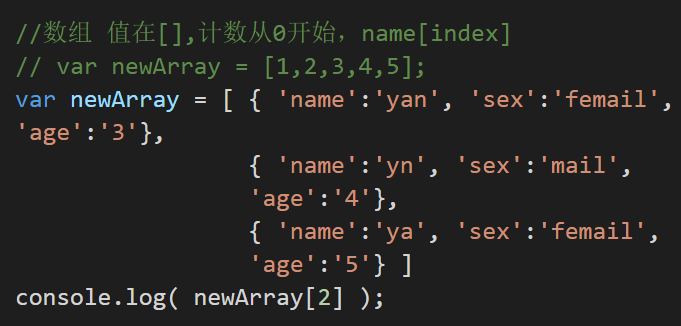 //数组 值在[],计数从0开始，name[index]
// var newArray = [1,2,3,4,5];
var newArray = [ { 'name':'yan', 'sex':'femail',
'age':'3'},
{ 'name':'yn', 'sex':'mail',
'age':'4'},
{ 'name':'ya', 'sex':'femail',
'age':'5'} ]
console.log( newArray[2] );